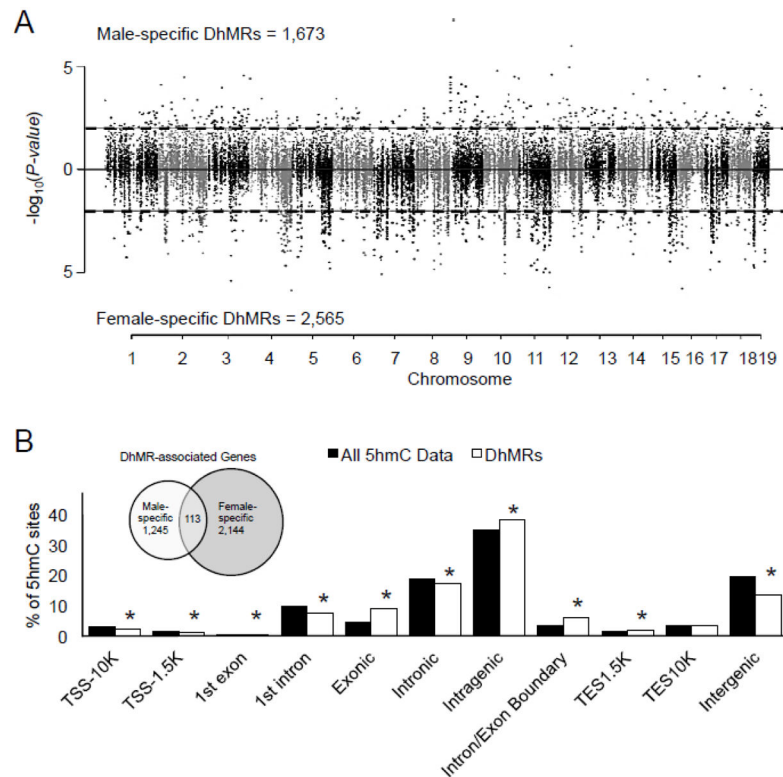 A
Male-specific DhMRs = 1,673
5
0
5
-log10(P-value)
Female-specific DhMRs = 2,565
1 2 3 4 5 6 7 8 9 10 11 12 13 14 15 16 17 18 19
Chromosome
B
DhMR-associated Genes
All 5hmC Data DhMRs
Male-
specific
1,245
113
Female-
specific
2,144
% of 5hmC sites
40
30
20
10
0
* * * * * * * * * *
TSS-10K
TSS-1.5K
1st exon
1st intron
Exonic
Intronic
Intragenic
Intron/Exon Boundary
TES1.5K
TES10K
Intergenic